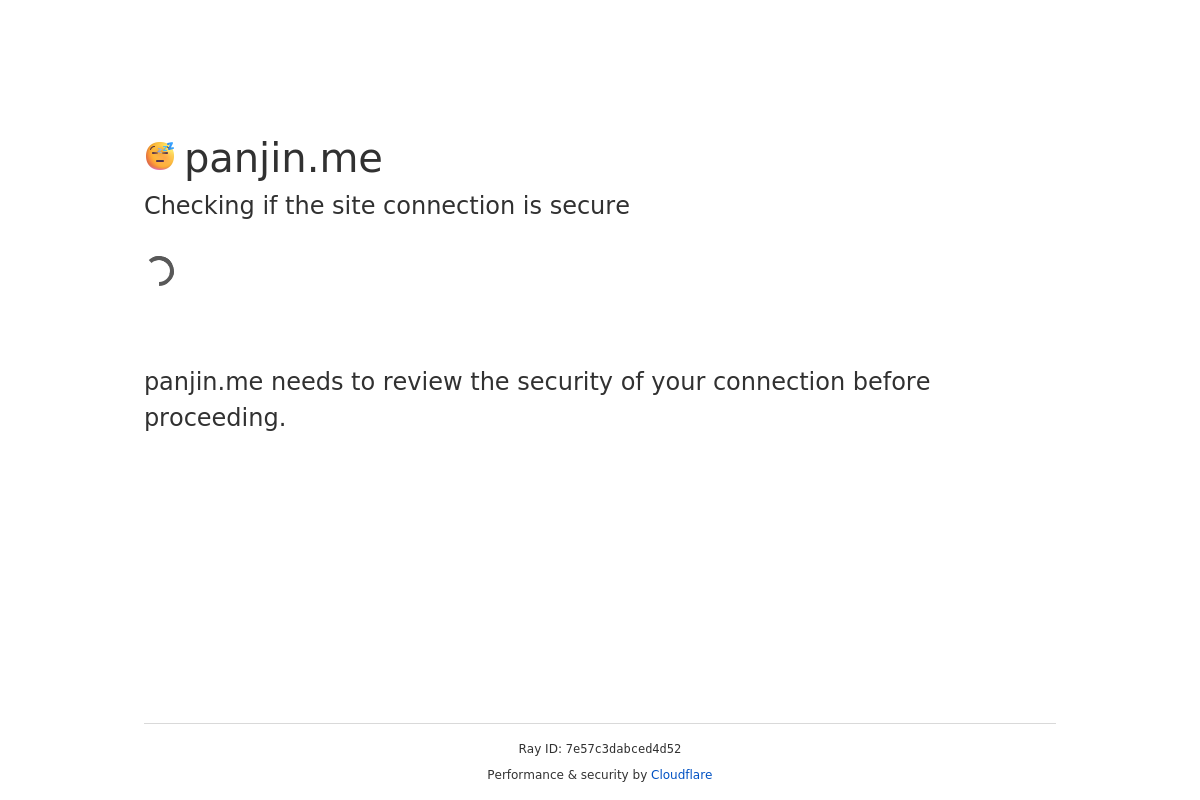 panjin.me
Checking if the site connection is secure
panjin.me needs to review the security of your connection before
proceeding.
Ray ID: 7e57c3dabced4d52
Performance & security by Cloudflare